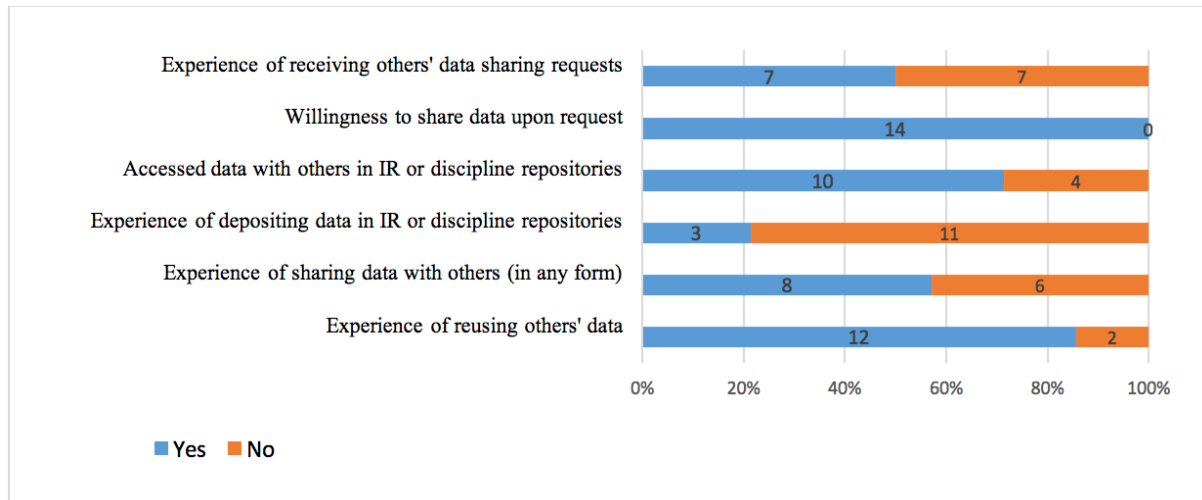 Experience of receiving others' data sharing requests
7 7
Willingness to share data upon request
14 0
Accessed data with others in IR or discipline repositories
10 4
Experience of depositing data in IR or discipline repositories
3 11
Experience of sharing data with others (in any form)
8 6
Experience of reusing others' data
12 2
0% 20% 40% 60% 80% 100%
Yes No